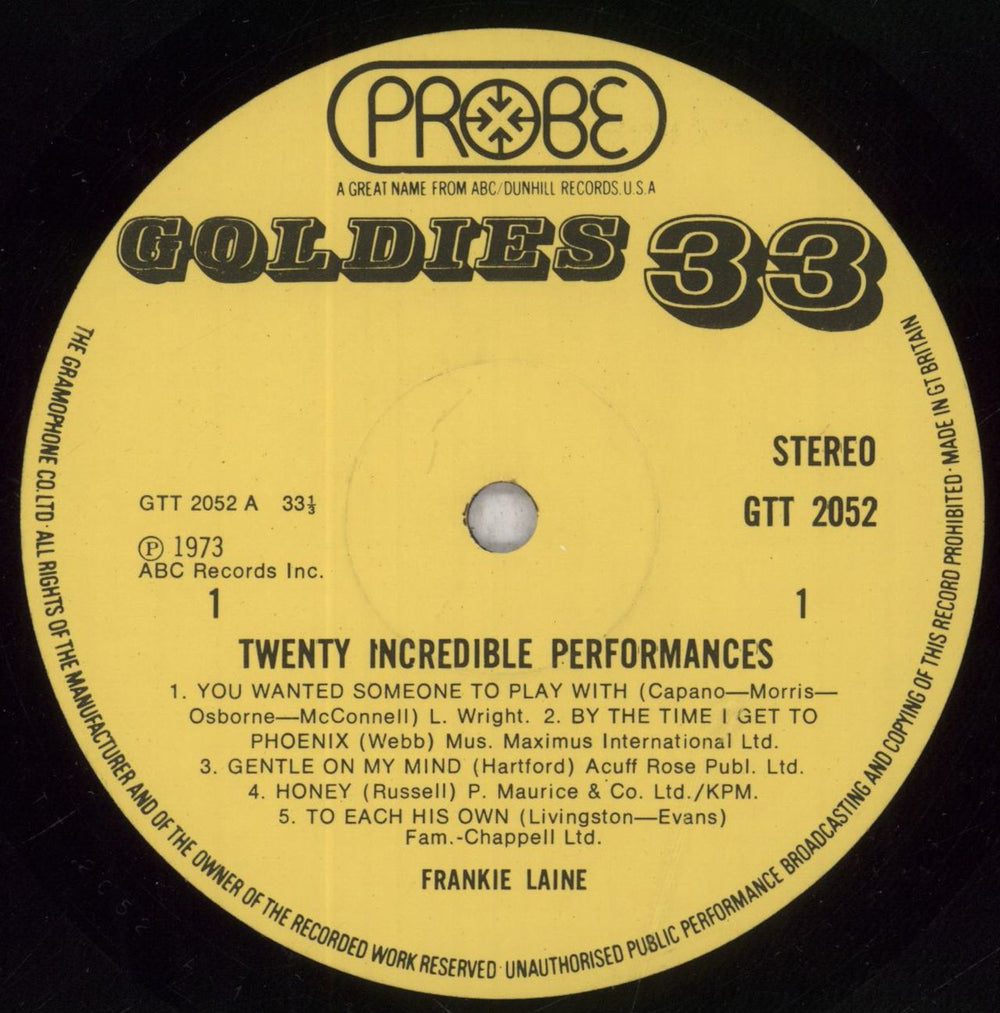 PROBE
A GREAT NAME FROM ABC/DUNHILL RECORDS.U.S.A
GOLDIES 33
STEREO
GTT 2052 A 33⅓
GTT 2052
Ⓟ 1973
ABC Records Inc.
1
1
TWENTY INCREDIBLE PERFORMANCES
1. YOU WANTED SOMEONE TO PLAY WITH (Capano—Morris—
Osborne—McConnell) L. Wright. 2. BY THE TIME I GET TO
PHOENIX (Webb) Mus. Maximus International Ltd.
3. GENTLE ON MY MIND (Hartford) Acuff Rose Publ. Ltd.
4. HONEY (Russell) P. Maurice & Co. Ltd./KPM.
5. TO EACH HIS OWN (Livingston—Evans)
Fam.-Chappell Ltd.
FRANKIE LAINE
THE GRAMOPHONE CO.LTD·ALL RIGHTS OF THE MANUFACTURER AND OF THE OWNER OF THE RECORDED WORK RESERVED·UNAUTHORISED PUBLIC PERFORMANCE BROADCASTING AND COPYING OF THIS RECORD PROHIBITED·MADE IN GT BRITAIN